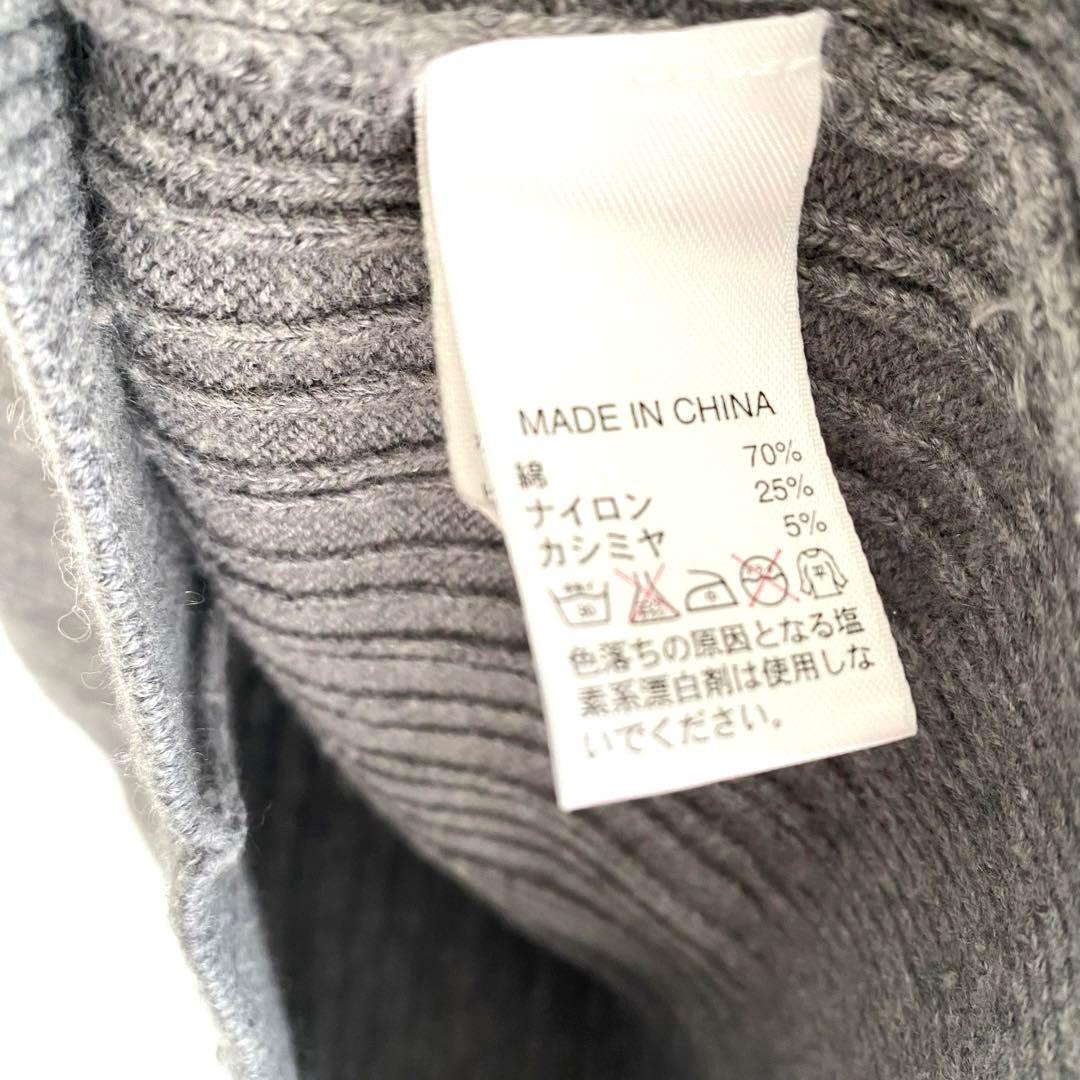 MADE IN CHINA
綿 70%
ナイロン 25%
カシミヤ 5%
平
色落ちの原因となる塩
素系漂白剤は使用しな
いでください。